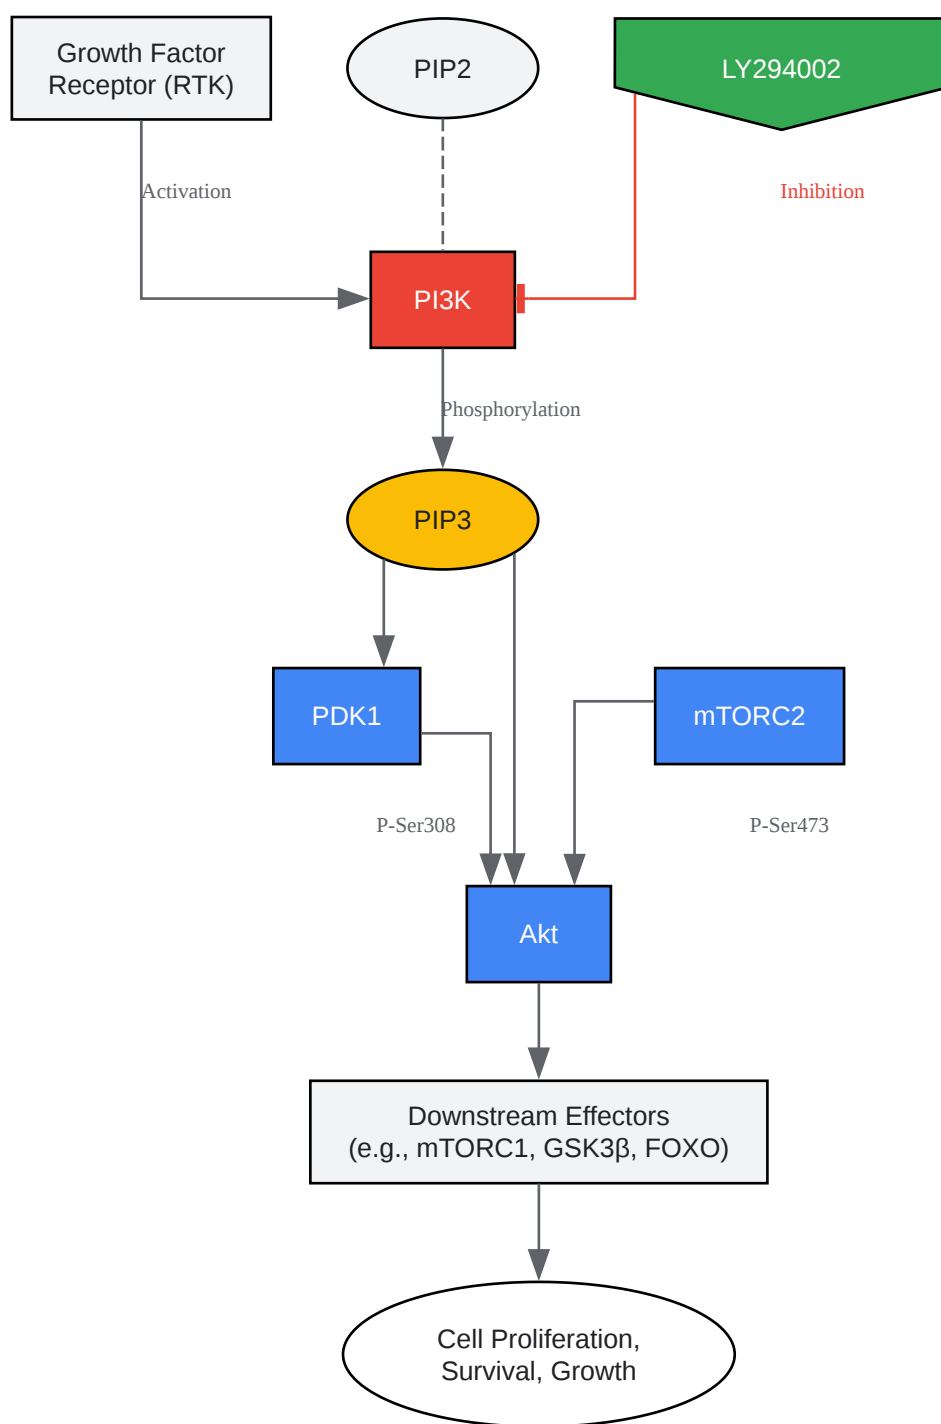 Growth Factor
Receptor (RTK)
PIP2
LY294002
Activation
Inhibition
PI3K
Phosphorylation
PIP3
PDK1
mTORC2
P-Ser308
P-Ser473
Akt
Downstream Effectors
(e.g., mTORC1, GSK3β, FOXO)
Cell Proliferation,
Survival, Growth